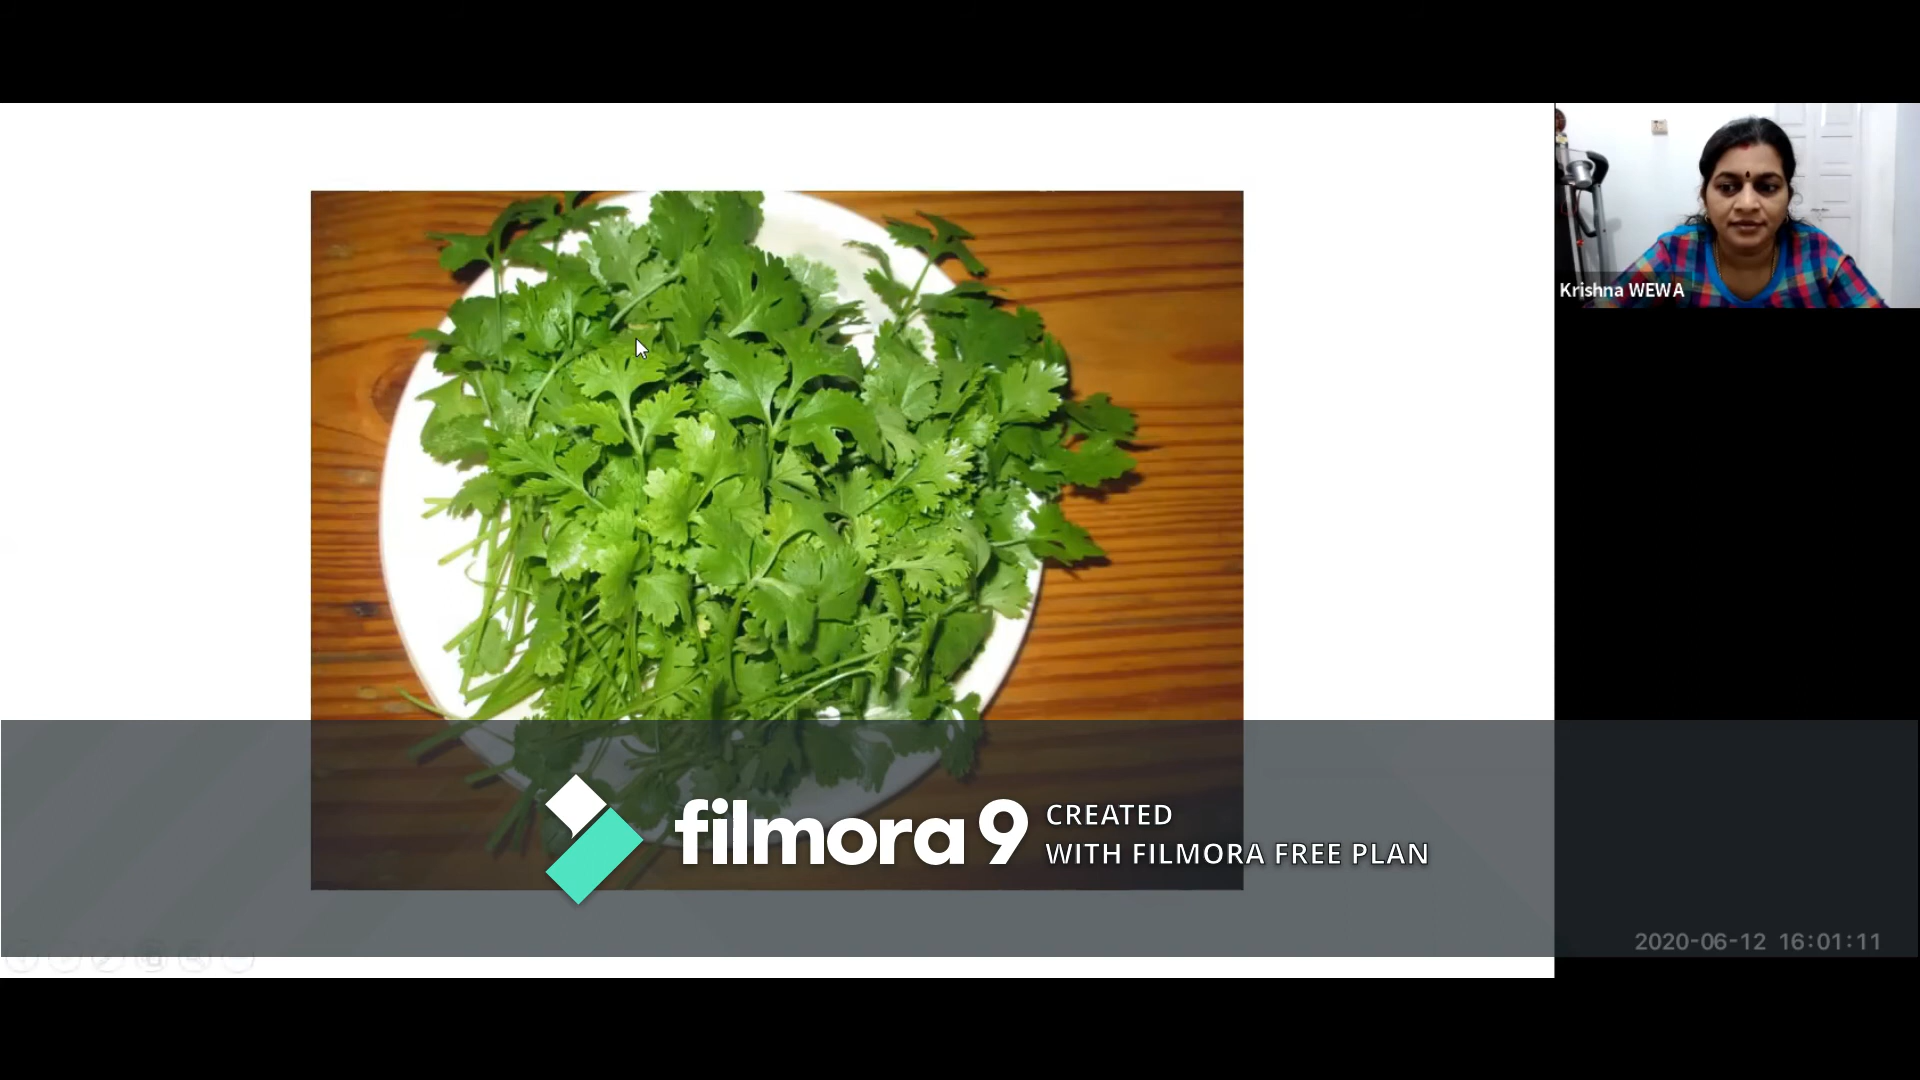 Krishna WEWA
filmora 9
CREATED
WITH FILMORA FREE PLAN
2020-06-12 16:01:11